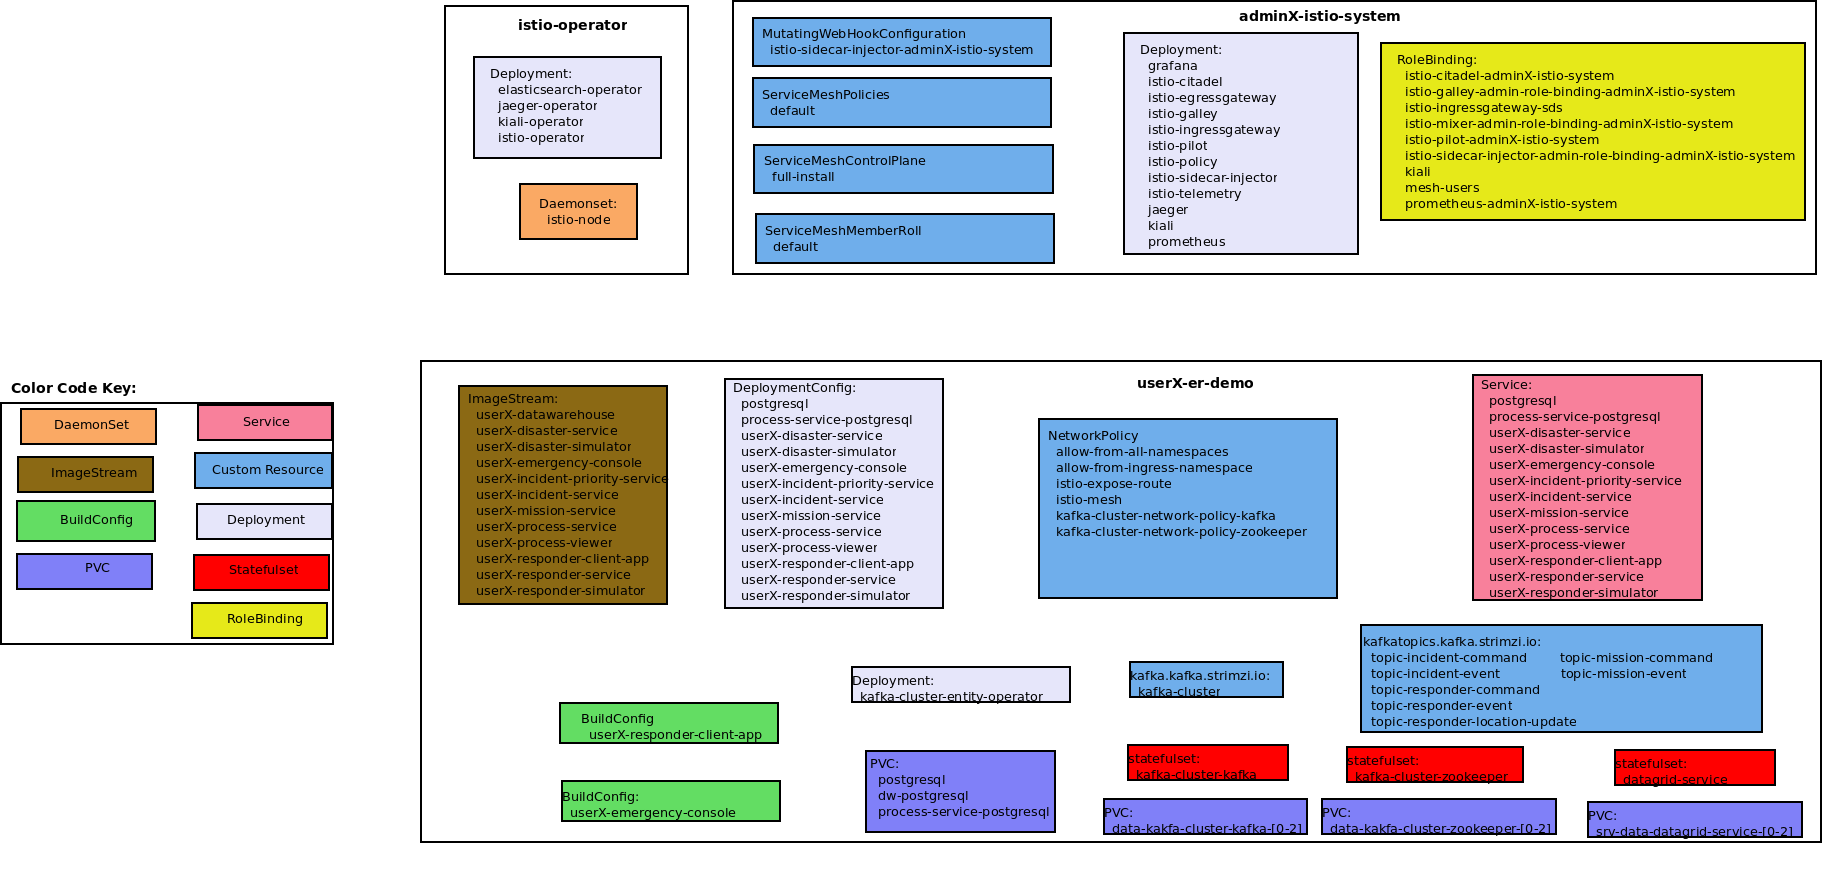 istio-operator
Deployment:
elasticsearch-operator
jaeger-operator
kiali-operator
istio-operator
Daemonset:
istio-node
adminX-istio-system
MutatingWebHookConfiguration
istio-sidecar-injector-adminX-istio-system
ServiceMeshPolicies
default
ServiceMeshControlPlane
full-install
ServiceMeshMemberRoll
default
Deployment:
grafana
istio-citadel
istio-egressgateway
istio-galley
istio-ingressgateway
istio-pilot
istio-policy
istio-sidecar-injector
istio-telemetry
jaeger
kiali
prometheus
RoleBinding:
istio-citadel-adminX-istio-system
istio-galley-admin-role-binding-adminX-istio-system
istio-ingressgateway-sds
istio-mixer-admin-role-binding-adminX-istio-system
istio-pilot-adminX-istio-system
istio-sidecar-injector-admin-role-binding-adminX-istio-system
kiali
mesh-users
prometheus-adminX-istio-system
Color Code Key:
DaemonSet
Service
ImageStream
Custom Resource
BuildConfig
Deployment
PVC
Statefulset
RoleBinding
userX-er-demo
ImageStream:
userX-datawarehouse
userX-disaster-service
userX-disaster-simulator
userX-emergency-console
userX-incident-priority-service
userX-incident-service
userX-mission-service
userX-process-service
userX-process-viewer
userX-responder-client-app
userX-responder-service
userX-responder-simulator
DeploymentConfig:
postgresql
process-service-postgresql
userX-disaster-service
userX-disaster-simulator
userX-emergency-console
userX-incident-priority-service
userX-incident-service
userX-mission-service
userX-process-service
userX-process-viewer
userX-responder-client-app
userX-responder-service
userX-responder-simulator
NetworkPolicy
allow-from-all-namespaces
allow-from-ingress-namespace
istio-expose-route
istio-mesh
kafka-cluster-network-policy-kafka
kafka-cluster-network-policy-zookeeper
Service:
postgresql
process-service-postgresql
userX-disaster-service
userX-disaster-simulator
userX-emergency-console
userX-incident-priority-service
userX-incident-service
userX-mission-service
userX-process-service
userX-process-viewer
userX-responder-client-app
userX-responder-service
userX-responder-simulator
BuildConfig
userX-responder-client-app
BuildConfig:
userX-emergency-console
Deployment:
kafka-cluster-entity-operator
PVC:
postgresql
dw-postgresql
process-service-postgresql
kafka.kafka.strimzi.io:
kafka-cluster
kafkatopics.kafka.strimzi.io:
topic-incident-command topic-mission-command
topic-incident-event topic-mission-event
topic-responder-command
topic-responder-event
topic-responder-location-update
statefulset:
kafka-cluster-kafka
statefulset:
kafka-cluster-zookeeper
statefulset:
datagrid-service
PVC:
data-kakfa-cluster-kafka-[0-2]
PVC:
data-kakfa-cluster-zookeeper-[0-2]
PVC:
srv-data-datagrid-service-[0-2]